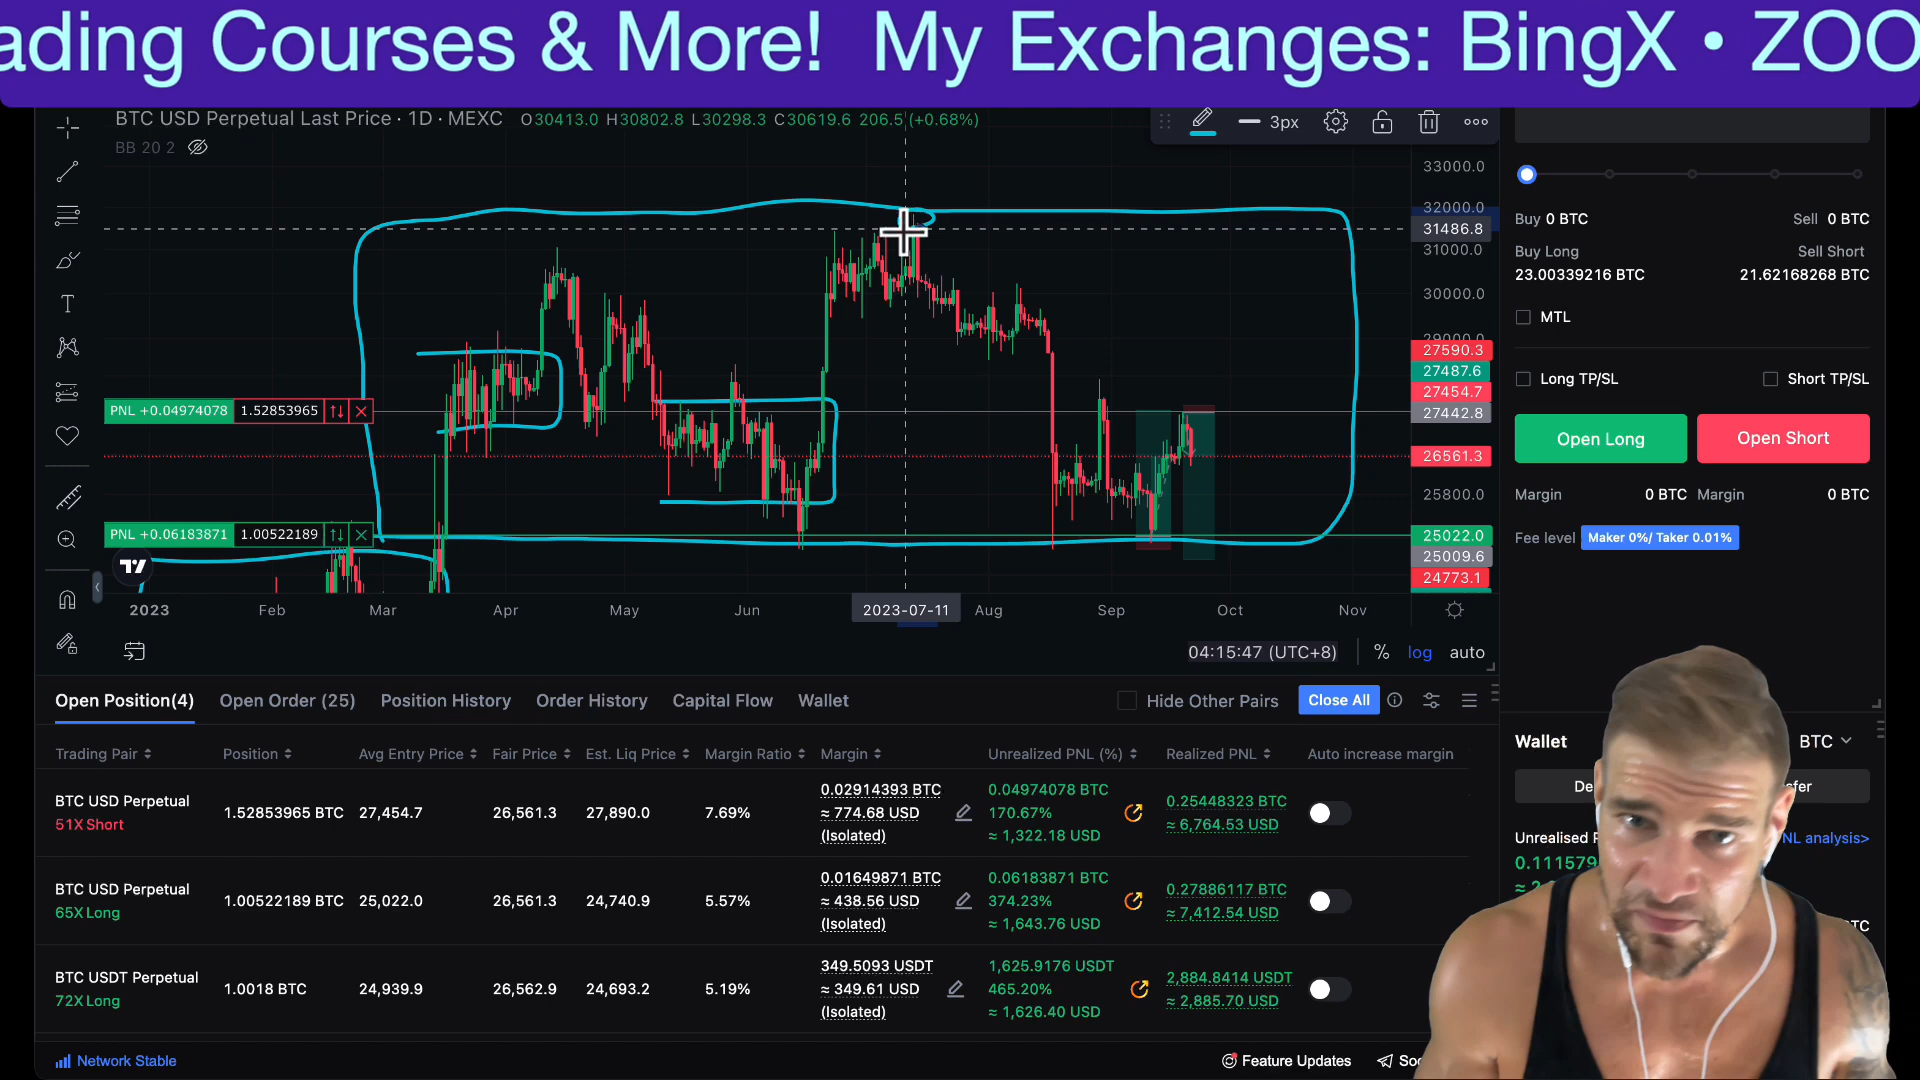 ading Courses & More! My Exchanges: BingX • ZOO
BTC USD Perpetual Last Price · 1D · MEXC O30413.0 H30802.8 L30298.3 C30619.6 206.5 (+0.68%)
BB 20 2
3px
33000.0
32000.0
31486.8
31000.0
30000.0
29000.0
27590.3
27487.6
27454.7
27442.8
26561.3
25800.0
25022.0
25009.6
24773.1
PNL +0.04974078 1.52853965
PNL +0.06183871 1.00522189
2023 Feb Mar Apr May Jun 2023-07-11 Aug Sep Oct Nov
04:15:47 (UTC+8) % log auto
Buy 0 BTC Sell 0 BTC
Buy Long Sell Short
23.00339216 BTC 21.62168268 BTC
MTL
Long TP/SL Short TP/SL
Open Long Open Short
Margin 0 BTC Margin 0 BTC
Fee level Maker 0%/ Taker 0.01%
Open Position(4) Open Order (25) Position History Order History Capital Flow Wallet Hide Other Pairs Close All
Trading Pair Position Avg Entry Price Fair Price Est. Liq Price Margin Ratio Margin Unrealized PNL (%) Realized PNL Auto increase margin
BTC USD Perpetual
51X Short
1.52853965 BTC 27,454.7 26,561.3 27,890.0 7.69%
0.02914393 BTC
≈ 774.68 USD
(Isolated)
0.04974078 BTC
170.67%
≈ 1,322.18 USD
0.25448323 BTC
≈ 6,764.53 USD
BTC USD Perpetual
65X Long
1.00522189 BTC 25,022.0 26,561.3 24,740.9 5.57%
0.01649871 BTC
≈ 438.56 USD
(Isolated)
0.06183871 BTC
374.23%
≈ 1,643.76 USD
0.27886117 BTC
≈ 7,412.54 USD
BTC USDT Perpetual
72X Long
1.0018 BTC 24,939.9 26,562.9 24,693.2 5.19%
349.5093 USDT
≈ 349.61 USD
(Isolated)
1,625.9176 USDT
465.20%
≈ 1,626.40 USD
2,884.8414 USDT
≈ 2,885.70 USD
Wallet BTC
De fer
Unrealised P NL analysis>
0.111579
TC
Network Stable Feature Updates Soc